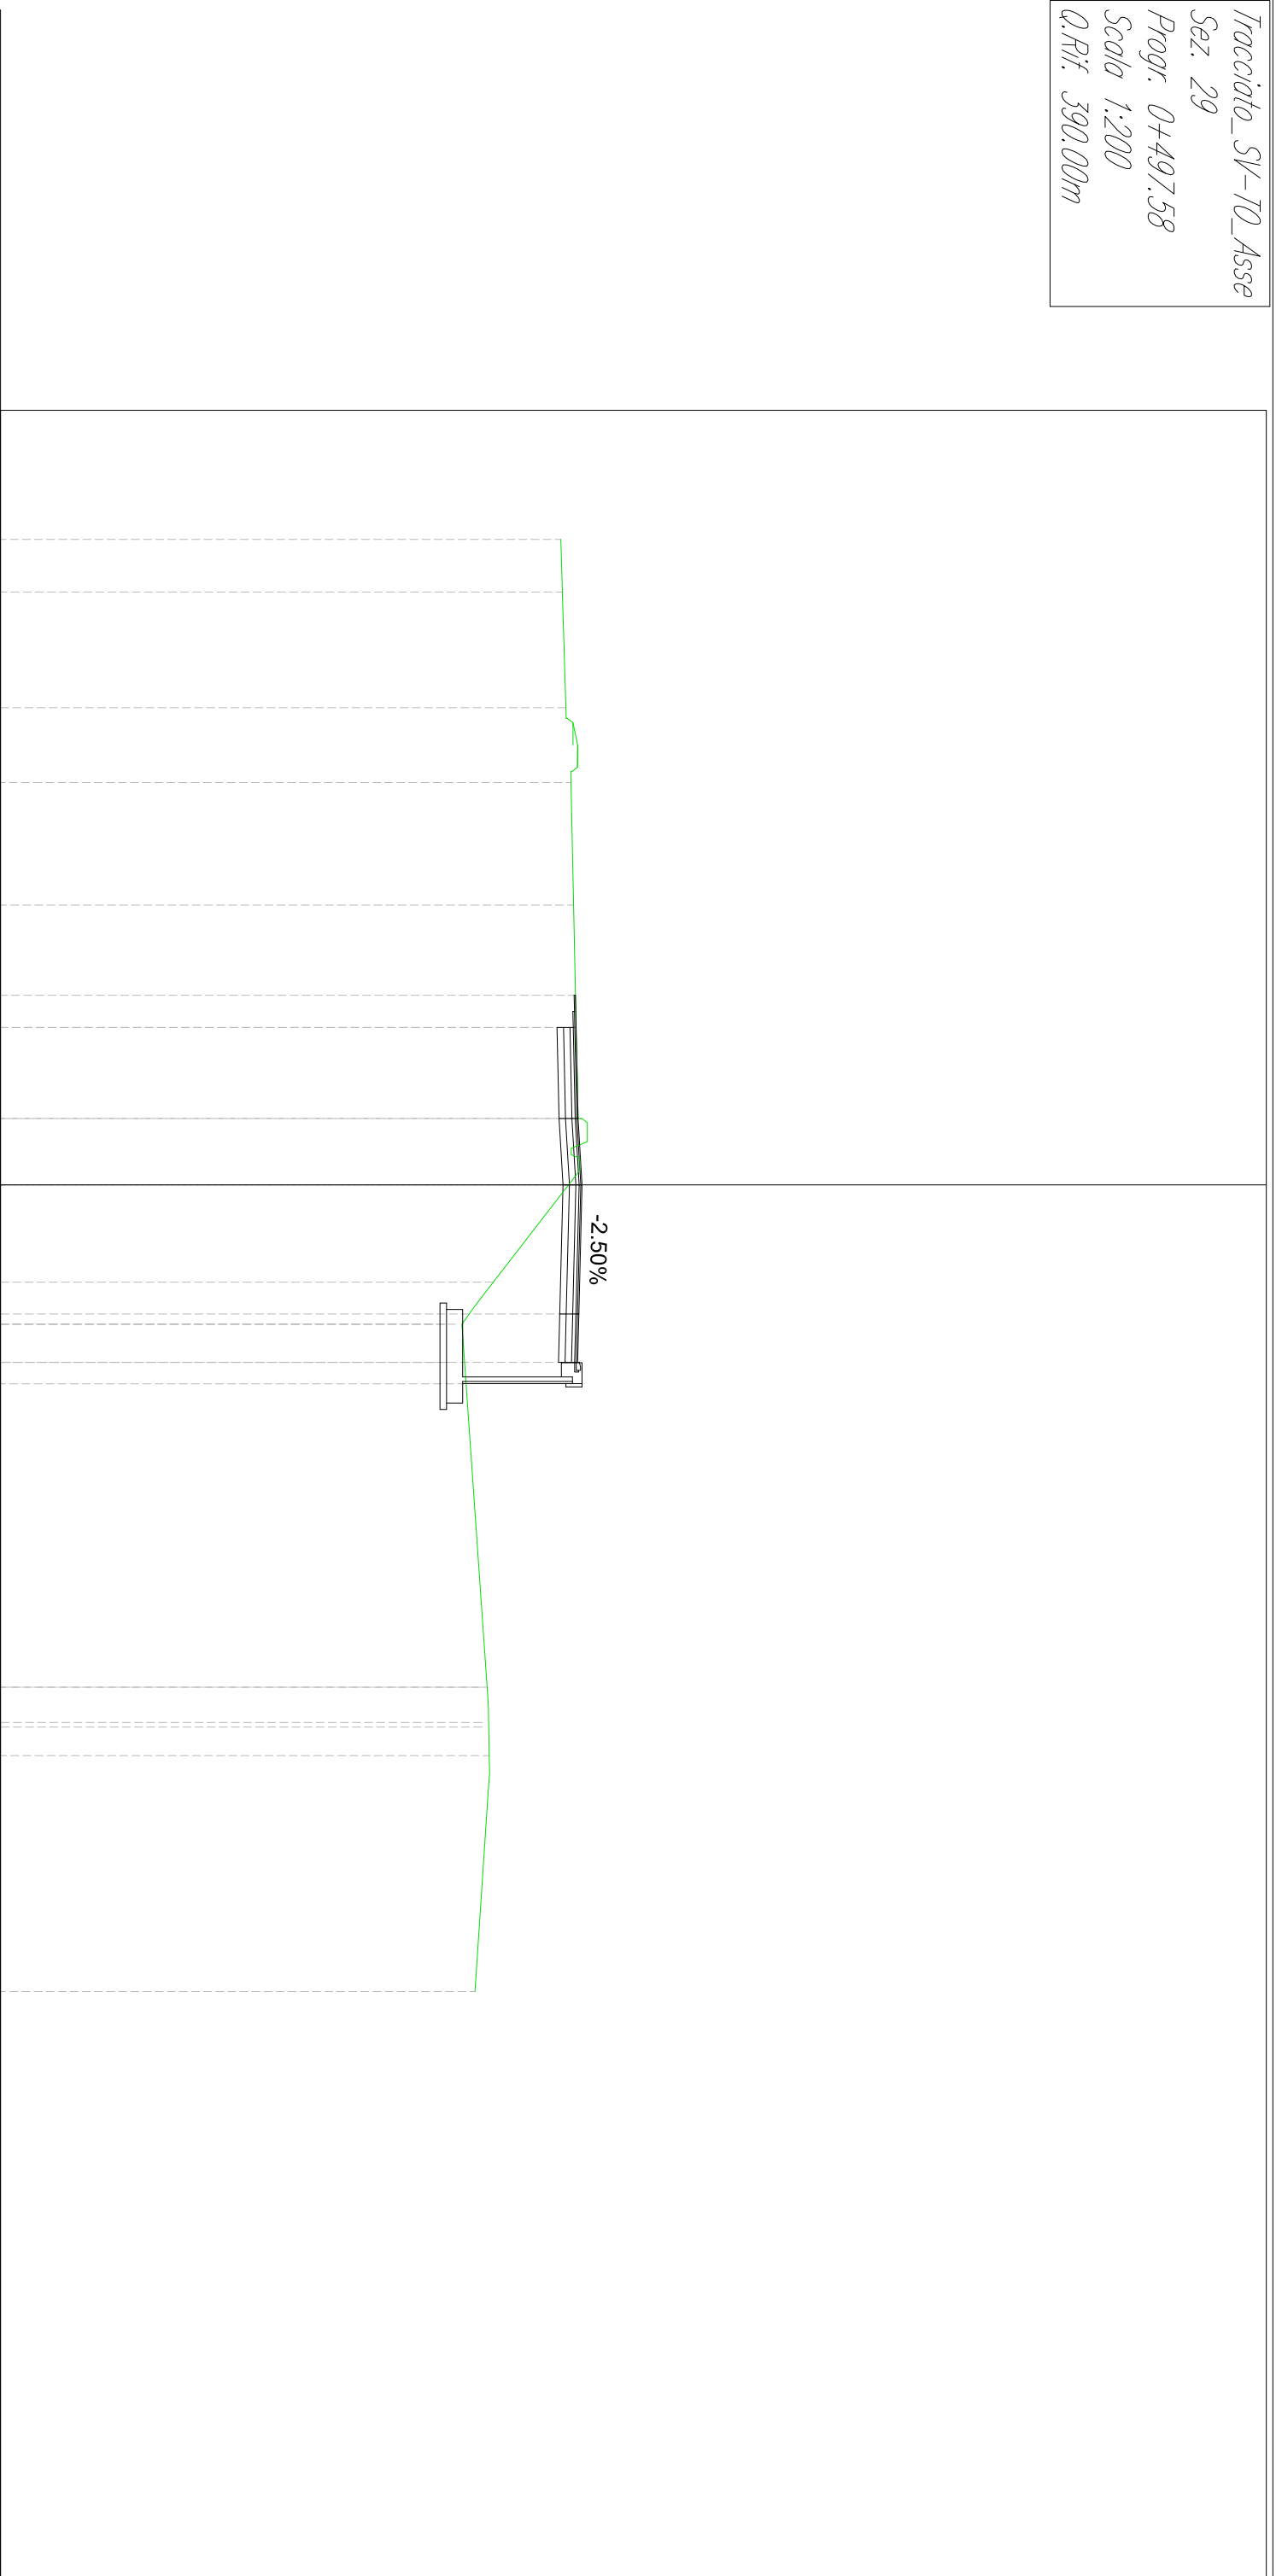 Tracciato_SV-TO_Asse
Sez. 29
Progr. 0+497.58
Scala 1:200
Q.Rif. 390.00m
-2.50%